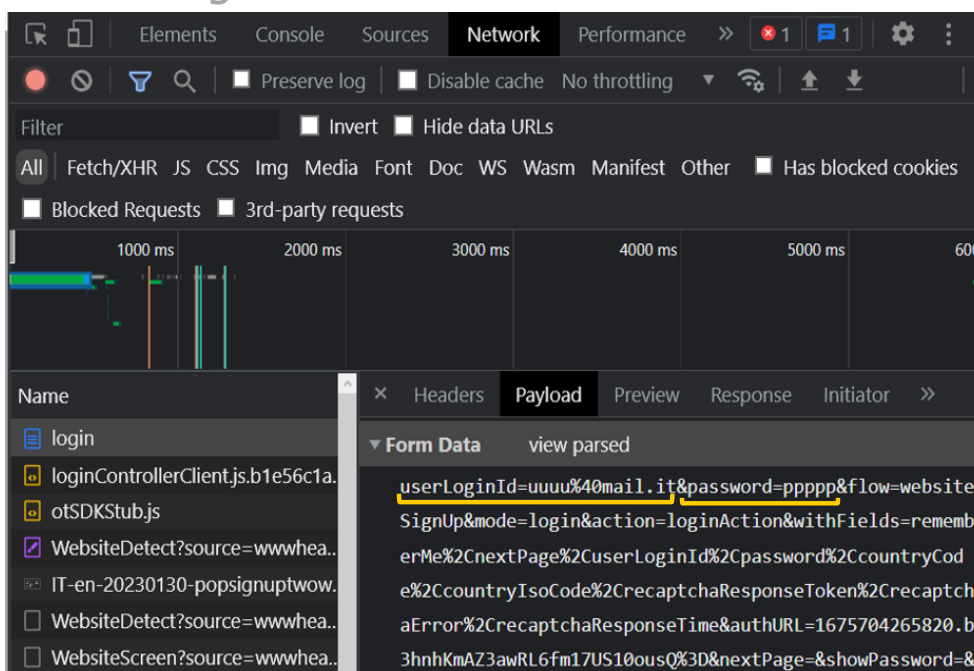 Elements Console Sources Network Performance » 1 1
Preserve log Disable cache No throttling
Filter Invert Hide data URLs
All Fetch/XHR JS CSS Img Media Font Doc WS Wasm Manifest Other Has blocked cookies
Blocked Requests 3rd-party requests
1000 ms 2000 ms 3000 ms 4000 ms 5000 ms 600
Name
× Headers Payload Preview Response Initiator »
login
loginControllerClient.js.b1e56c1a.
otSDKStub.js
WebsiteDetect?source=wwwhea..
IT-en-20230130-popsignuptwow.
WebsiteDetect?source=wwwhea..
WebsiteScreen?source=wwwhea..
▼ Form Data view parsed
userLoginId=uuuu%40mail.it&password=ppppp&flow=website
SignUp&mode=login&action=loginAction&withFields=rememb
erMe%2CnextPage%2CuserLoginId%2Cpassword%2CcountryCod
e%2CcountryIsoCode%2CrecaptchaResponseToken%2Crecaptch
aError%2CrecaptchaResponseTime&authURL=1675704265820.b
3hnhKmAZ3awRL6fm17US10ousQ%3D&nextPage=&showPassword=&